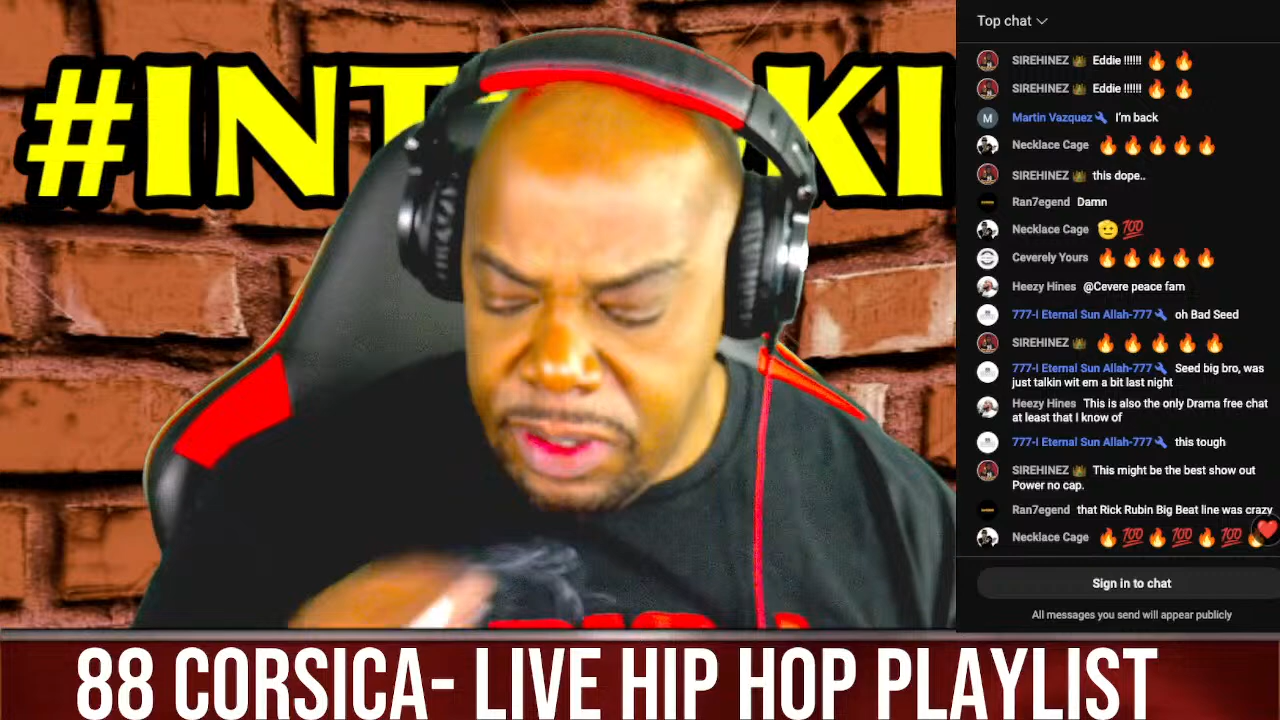 #INT KI
Top chat
SIREHINEZ Eddie !!!!!! 🔥 🔥
SIREHINEZ Eddie !!!!!! 🔥 🔥
M Martin Vazquez I'm back
Necklace Cage 🔥 🔥 🔥 🔥 🔥
SIREHINEZ this dope..
Ran7egend Damn
Necklace Cage 🫡 💯
Ceverely Yours 🔥 🔥 🔥 🔥 🔥
Heezy Hines @Cevere peace fam
777-I Eternal Sun Allah-777 oh Bad Seed
SIREHINEZ 🔥 🔥 🔥 🔥 🔥
777-I Eternal Sun Allah-777 Seed big bro, was
just talkin wit em a bit last night
Heezy Hines This is also the only Drama free chat
at least that I know of
777-I Eternal Sun Allah-777 this tough
SIREHINEZ This might be the best show out
Power no cap.
Ran7egend that Rick Rubin Big Beat line was crazy
Necklace Cage 🔥 💯 🔥 💯 🔥 💯 🔥
Sign in to chat
All messages you send will appear publicly
88 CORSICA- LIVE HIP HOP PLAYLIST